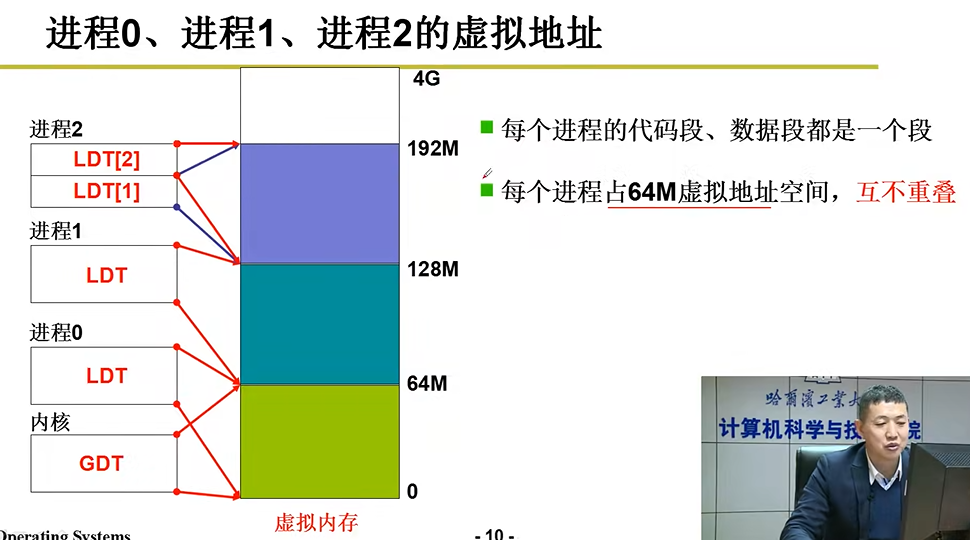 进程0、进程1、进程2的虚拟地址
4G
进程2
每个进程的代码段、数据段都是一个段
192M
LDT[2]
LDT[1]
每个进程占64M虚拟地址空间，互不重叠
进程1
LDT
128M
进程0
LDT
64M
内核
GDT
0
虚拟内存
哈尔滨工業大
计算机科学与技
院
Operating Systems
- 10 -